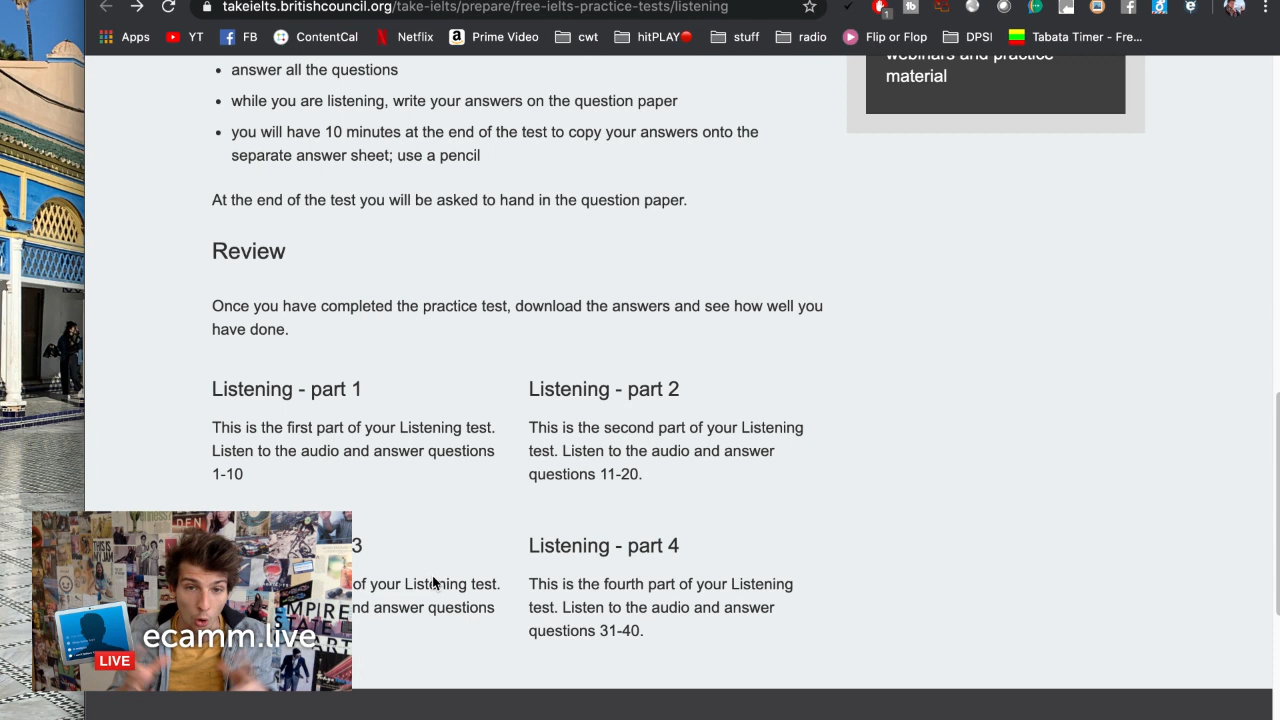 takeielts.britishcouncil.org/take-ielts/prepare/free-ielts-practice-tests/listening
1
Apps YT FB ContentCal Netflix Prime Video cwt hitPLAY stuff radio Flip or Flop DPSI Tabata Timer - Fre...
webinars and practice
material
answer all the questions
while you are listening, write your answers on the question paper
you will have 10 minutes at the end of the test to copy your answers onto the
separate answer sheet; use a pencil
At the end of the test you will be asked to hand in the question paper.
Review
Once you have completed the practice test, download the answers and see how well you
have done.
Listening - part 1
This is the first part of your Listening test.
Listen to the audio and answer questions
1-10
Listening - part 2
This is the second part of your Listening
test. Listen to the audio and answer
questions 11-20.
3
of your Listening test.
nd answer questions
Listening - part 4
This is the fourth part of your Listening
test. Listen to the audio and answer
questions 31-40.
DEN
THIS IS
MY JAM
EMPIRE
STATE
ecamm.live
LIVE